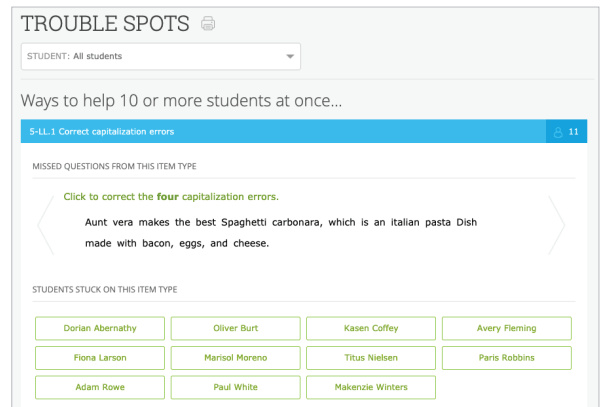 TROUBLE SPOTS
STUDENT: All students
Ways to help 10 or more students at once...
5-LL.1 Correct capitalization errors 11
MISSED QUESTIONS FROM THIS ITEM TYPE
Click to correct the four capitalization errors.
Aunt vera makes the best Spaghetti carbonara, which is an italian pasta Dish
made with bacon, eggs, and cheese.
STUDENTS STUCK ON THIS ITEM TYPE
Dorian Abernathy Oliver Burt Kasen Coffey Avery Fleming
Fiona Larson Marisol Moreno Titus Nielsen Paris Robbins
Adam Rowe Paul White Makenzie Winters